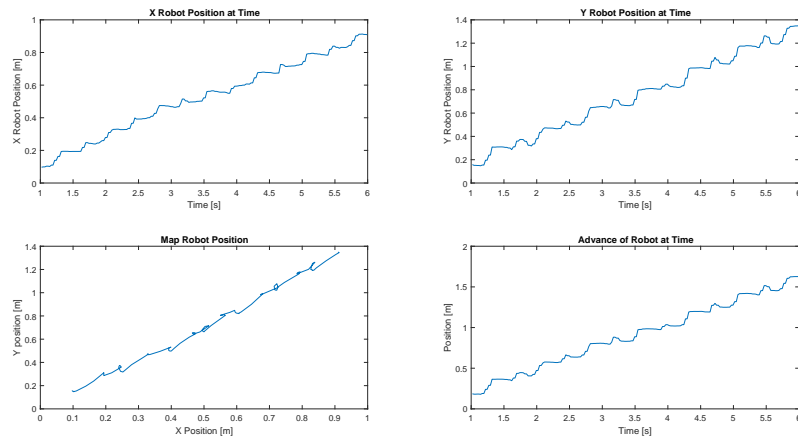 X Robot Position at Time
X Robot Position [m]
1
0.8
0.6
0.4
0.2
0
1 1.5 2 2.5 3 3.5 4 4.5 5 5.5 6
Time [s]
Y Robot Position at Time
Y Robot Position [m]
1.4
1.2
1
0.8
0.6
0.4
0.2
0
1 1.5 2 2.5 3 3.5 4 4.5 5 5.5 6
Time [s]
Map Robot Position
Y position [m]
1.4
1.2
1
0.8
0.6
0.4
0.2
0
0 0.1 0.2 0.3 0.4 0.5 0.6 0.7 0.8 0.9 1
X Position [m]
Advance of Robot at Time
Position [m]
2
1.5
1
0.5
0
1 1.5 2 2.5 3 3.5 4 4.5 5 5.5 6
Time [s]